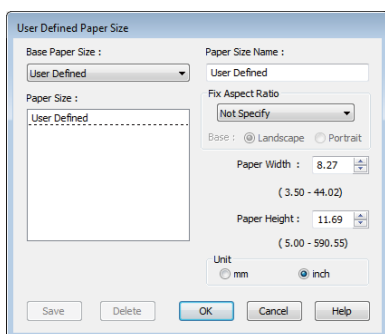 User Defined Paper Size
Base Paper Size :
User Defined
Paper Size :
User Defined
Paper Size Name :
User Defined
Fix Aspect Ratio
Not Specify
Base : Landscape Portrait
Paper Width : 8.27
( 3.50 - 44.02)
Paper Height : 11.69
( 5.00 - 590.55)
Unit
mm inch
Save Delete OK Cancel Help